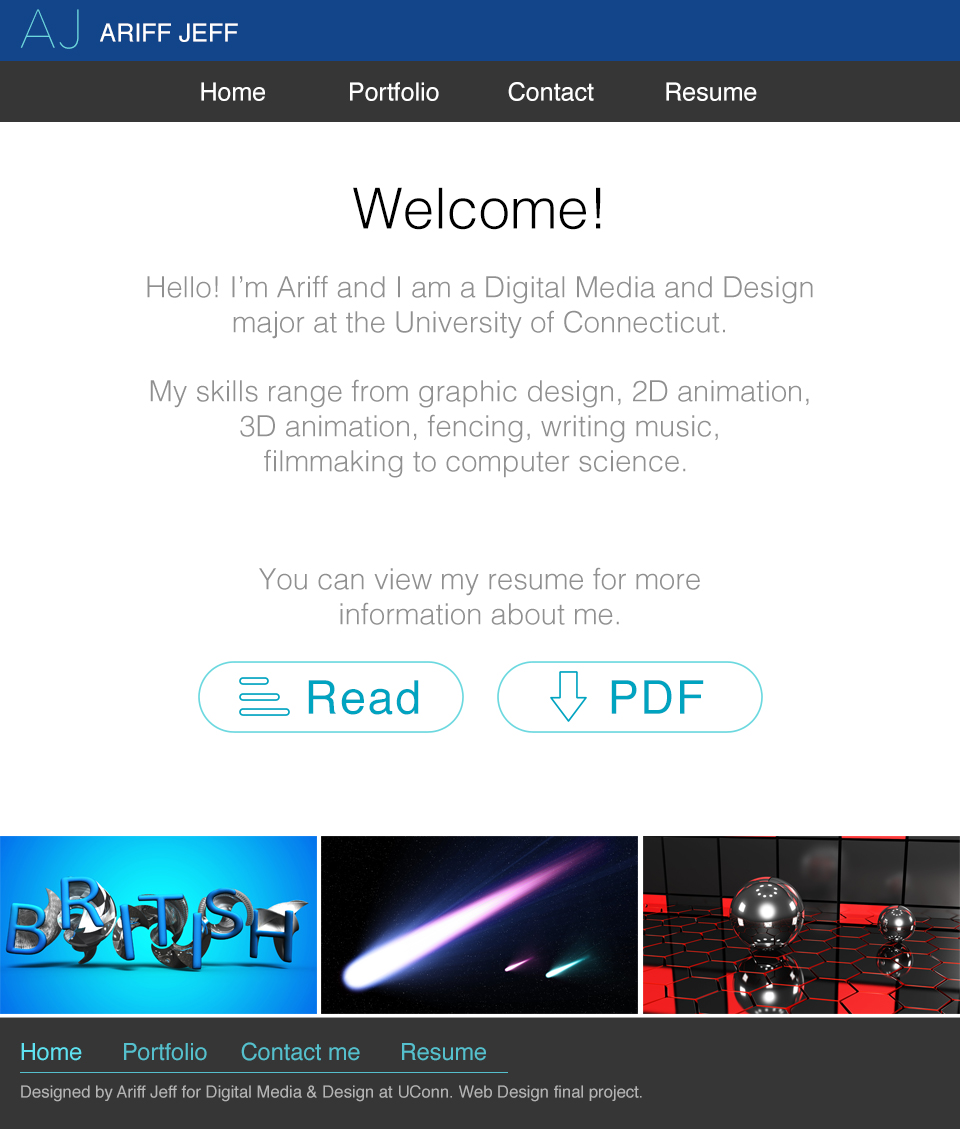 AJ ARIFF JEFF
Home Portfolio Contact Resume
Welcome!
Hello! I’m Ariff and I am a Digital Media and Design
major at the University of Connecticut.
My skills range from graphic design, 2D animation,
3D animation, fencing, writing music,
filmmaking to computer science.
You can view my resume for more
information about me.
Read PDF
BRITISH
Home Portfolio Contact me Resume
Designed by Ariff Jeff for Digital Media & Design at UConn. Web Design final project.